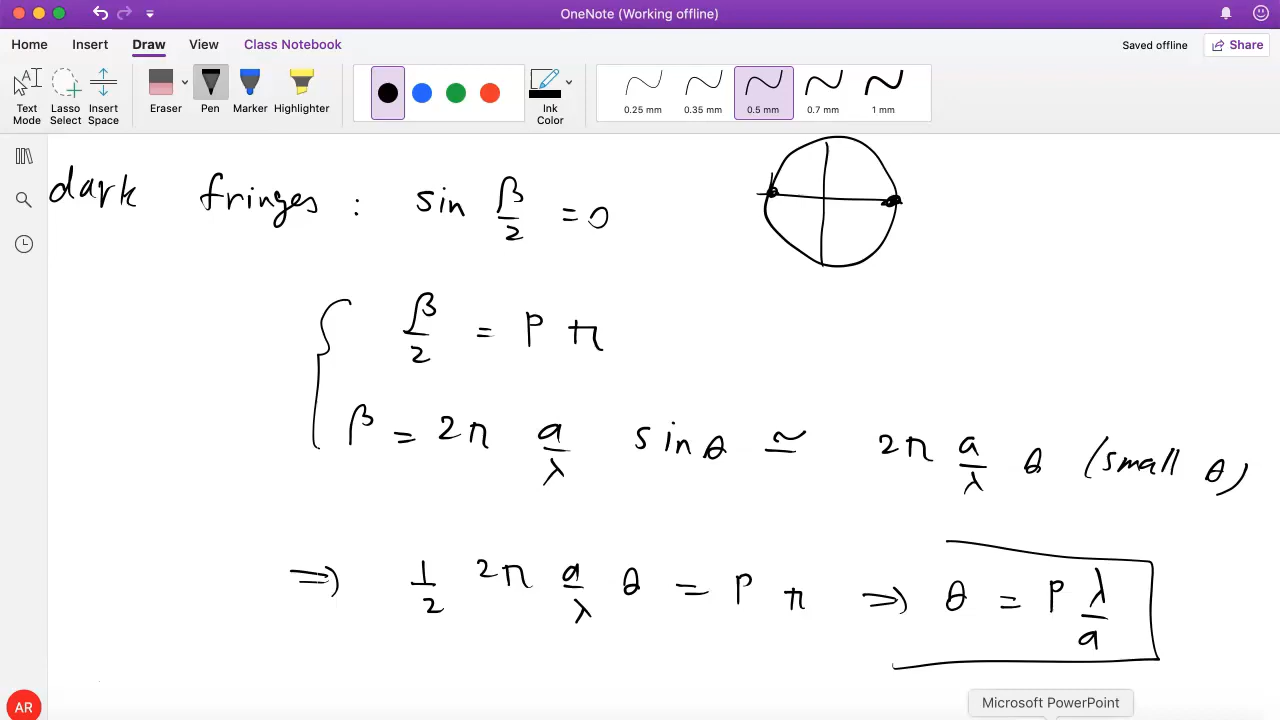 OneNote (Working offline)
Home Insert Draw View Class Notebook Saved offline Share
Text Mode Lasso Select Insert Space Eraser Pen Marker Highlighter Ink Color 0.25 mm 0.35 mm 0.5 mm 0.7 mm 1 mm
dark fringes : sin β/2 = 0
β/2 = p π
β = 2π a/λ sin θ ≃ 2π a/λ θ (small θ)
⇒ 1/2 2π a/λ θ = p π ⇒ θ = p λ/a
AR
Microsoft PowerPoint